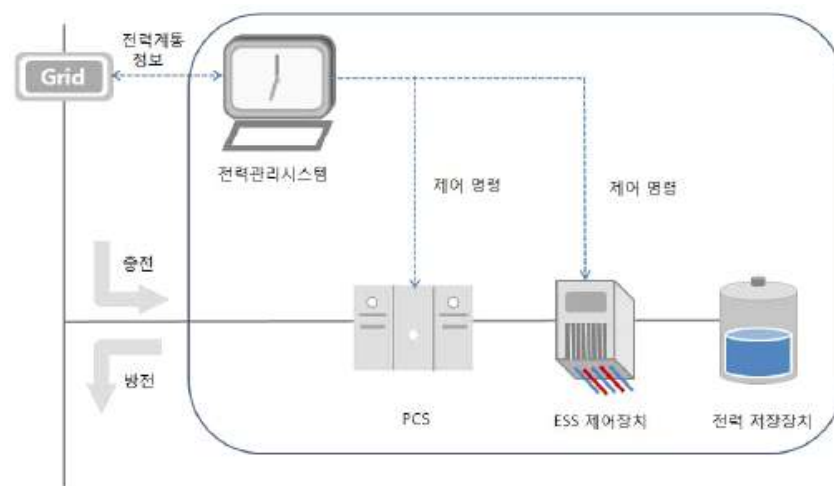 전력계통
정보
Grid
전력관리시스템
제어 명령
제어 명령
충전
방전
PCS
ESS 제어장치
전력 저장장치